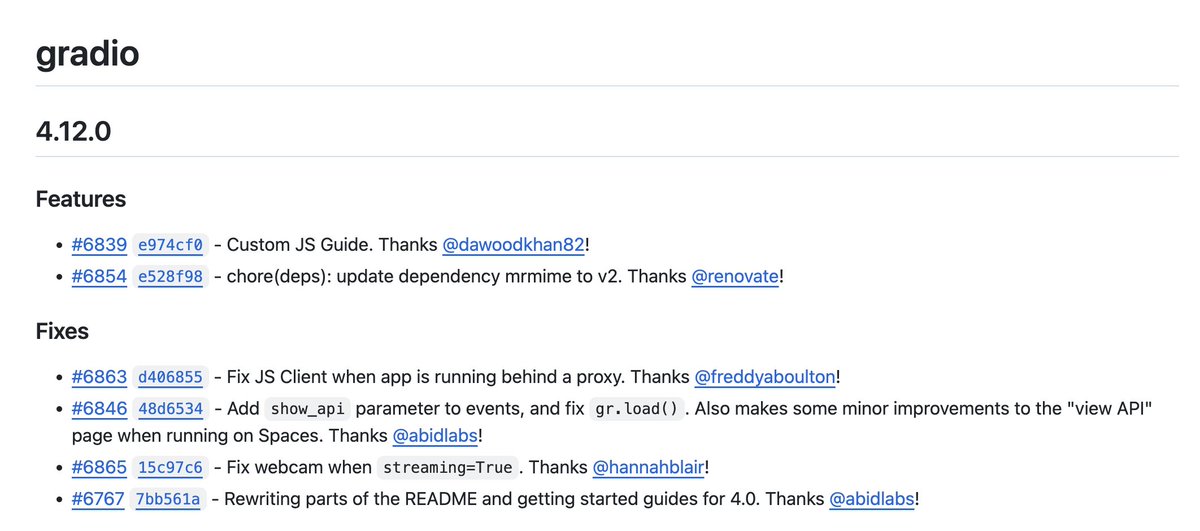 gradio
4.12.0
Features
• #6839 e974cf0 - Custom JS Guide. Thanks @dawoodkhan82!
• #6854 e528f98 - chore(deps): update dependency mrmime to v2. Thanks @renovate!
Fixes
• #6863 d406855 - Fix JS Client when app is running behind a proxy. Thanks @freddyaboulton!
• #6846 48d6534 - Add show_api parameter to events, and fix gr.load(). Also makes some minor improvements to the "view API"
page when running on Spaces. Thanks @abidlabs!
• #6865 15c97c6 - Fix webcam when streaming=True. Thanks @hannahblair!
• #6767 7bb561a - Rewriting parts of the README and getting started guides for 4.0. Thanks @abidlabs!